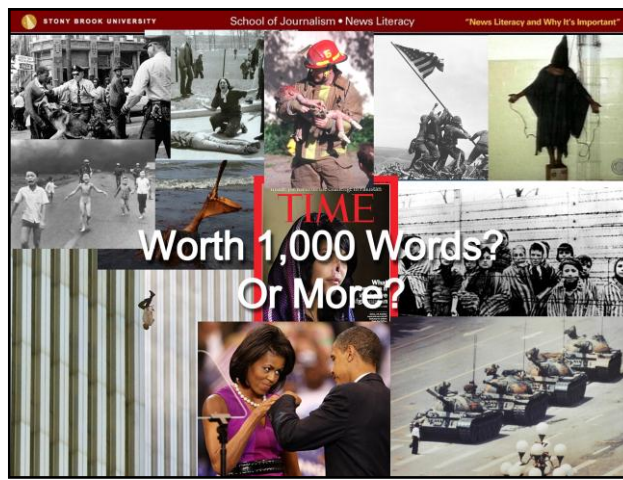 STONY BROOK UNIVERSITY
School of Journalism • News Literacy
"News Literacy and Why It's Important"
TIME
Worth 1,000 Words?
Or More?